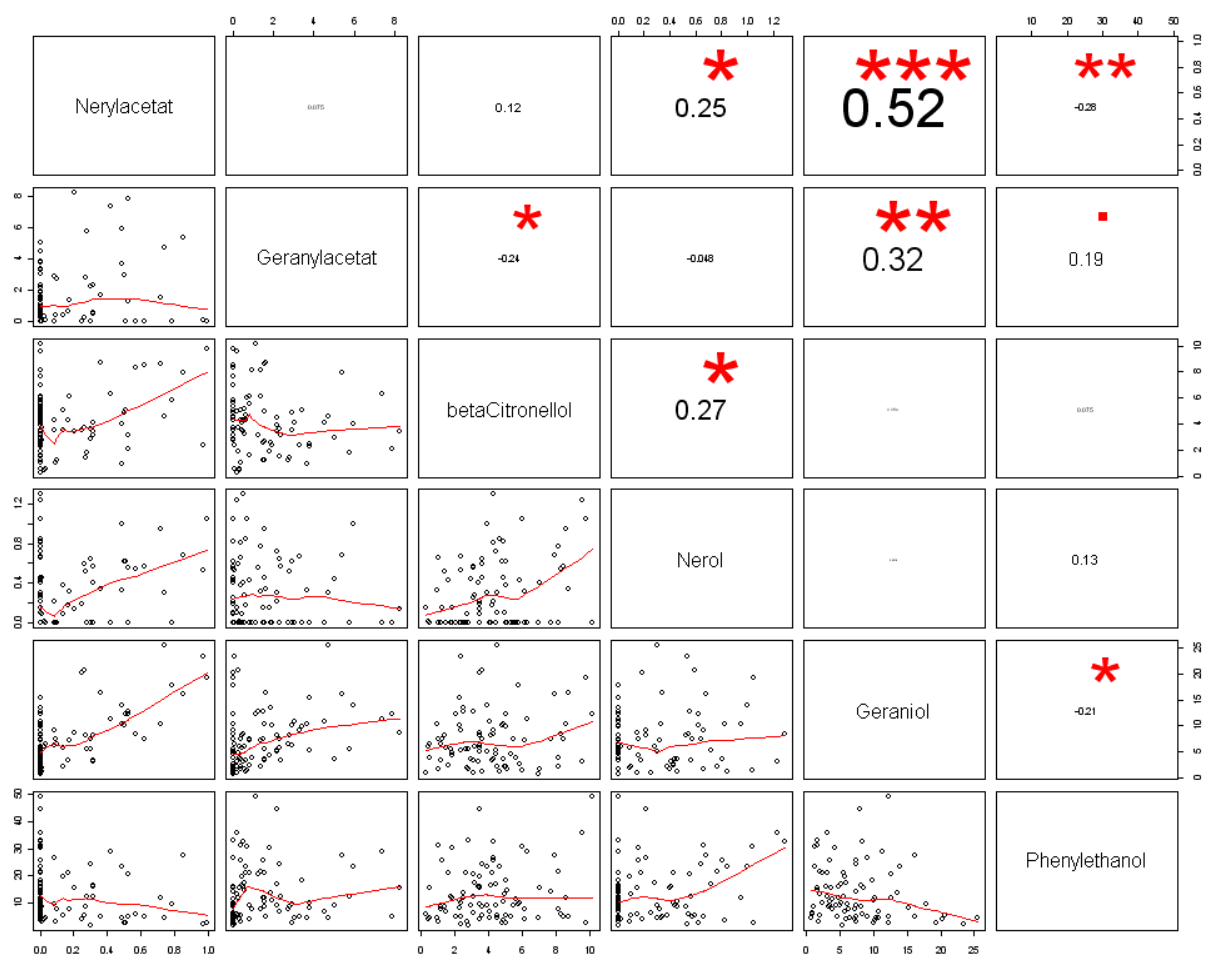 0 2 4 6 8 0.0 0.2 0.4 0.6 0.8 1.2 10 20 30 40 50
Nerylacetat 0.075 0.12 0.25 * 0.52 *** -0.28 ** 0.0 0.2 0.4 0.6 0.8 1.0
0 2 4 6 8 Geranylacetat -0.24 * -0.048 0.32 ** 0.19
betaCitronellol 0.27 * 0.075 0 2 4 6 8 10
0.0 0.4 0.8 1.2 Nerol 0.13
Geraniol -0.21 * 0 5 10 15 20 25
10 20 30 40 50 Phenylethanol
0.0 0.2 0.4 0.6 0.8 1.0 0 2 4 6 8 10 0 5 10 15 20 25